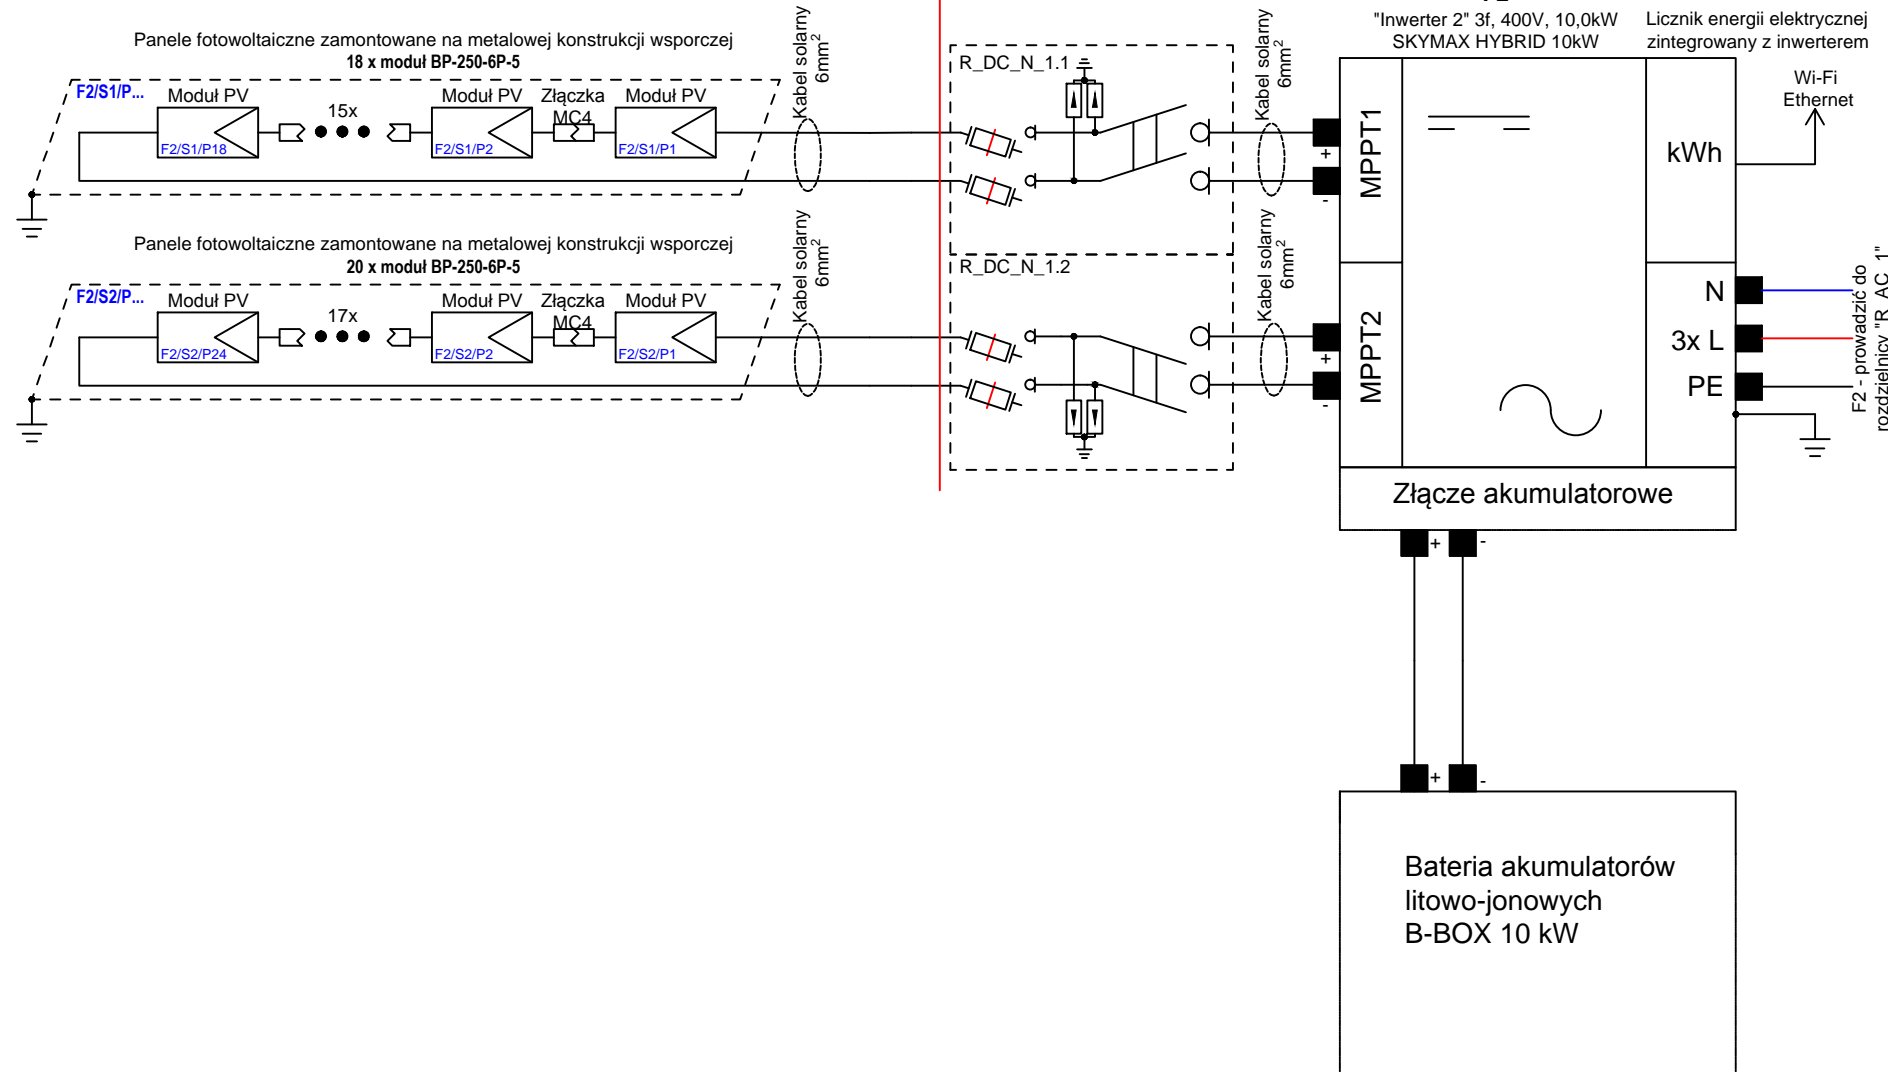 "Inwerter 2" 3f, 400V, 10,0kW
SKYMAX HYBRID 10kW
Licznik energii elektrycznej
zintegrowany z inwerterem
Panele fotowoltaiczne zamontowane na metalowej konstrukcji wsporczej
18 x moduł BP-250-6P-5
F2/S1/P...
Moduł PV
15x
Moduł PV
Złączka
MC4
Moduł PV
F2/S1/P18
F2/S1/P2
F2/S1/P1
Kabel solarny
6mm²
R_DC_N_1.1
Kabel solarny
6mm²
+
-
MPPT1
kWh
Wi-Fi
Ethernet
Panele fotowoltaiczne zamontowane na metalowej konstrukcji wsporczej
20 x moduł BP-250-6P-5
F2/S2/P...
Moduł PV
17x
Moduł PV
Złączka
MC4
Moduł PV
F2/S2/P24
F2/S2/P2
F2/S2/P1
Kabel solarny
6mm²
R_DC_N_1.2
Kabel solarny
6mm²
+
-
MPPT2
N
3x L
PE
F2 - prowadzić do
rozdzielnicy "R_AC_1"
Złącze akumulatorowe
+ -
+ -
Bateria akumulatorów
litowo-jonowych
B-BOX 10 kW